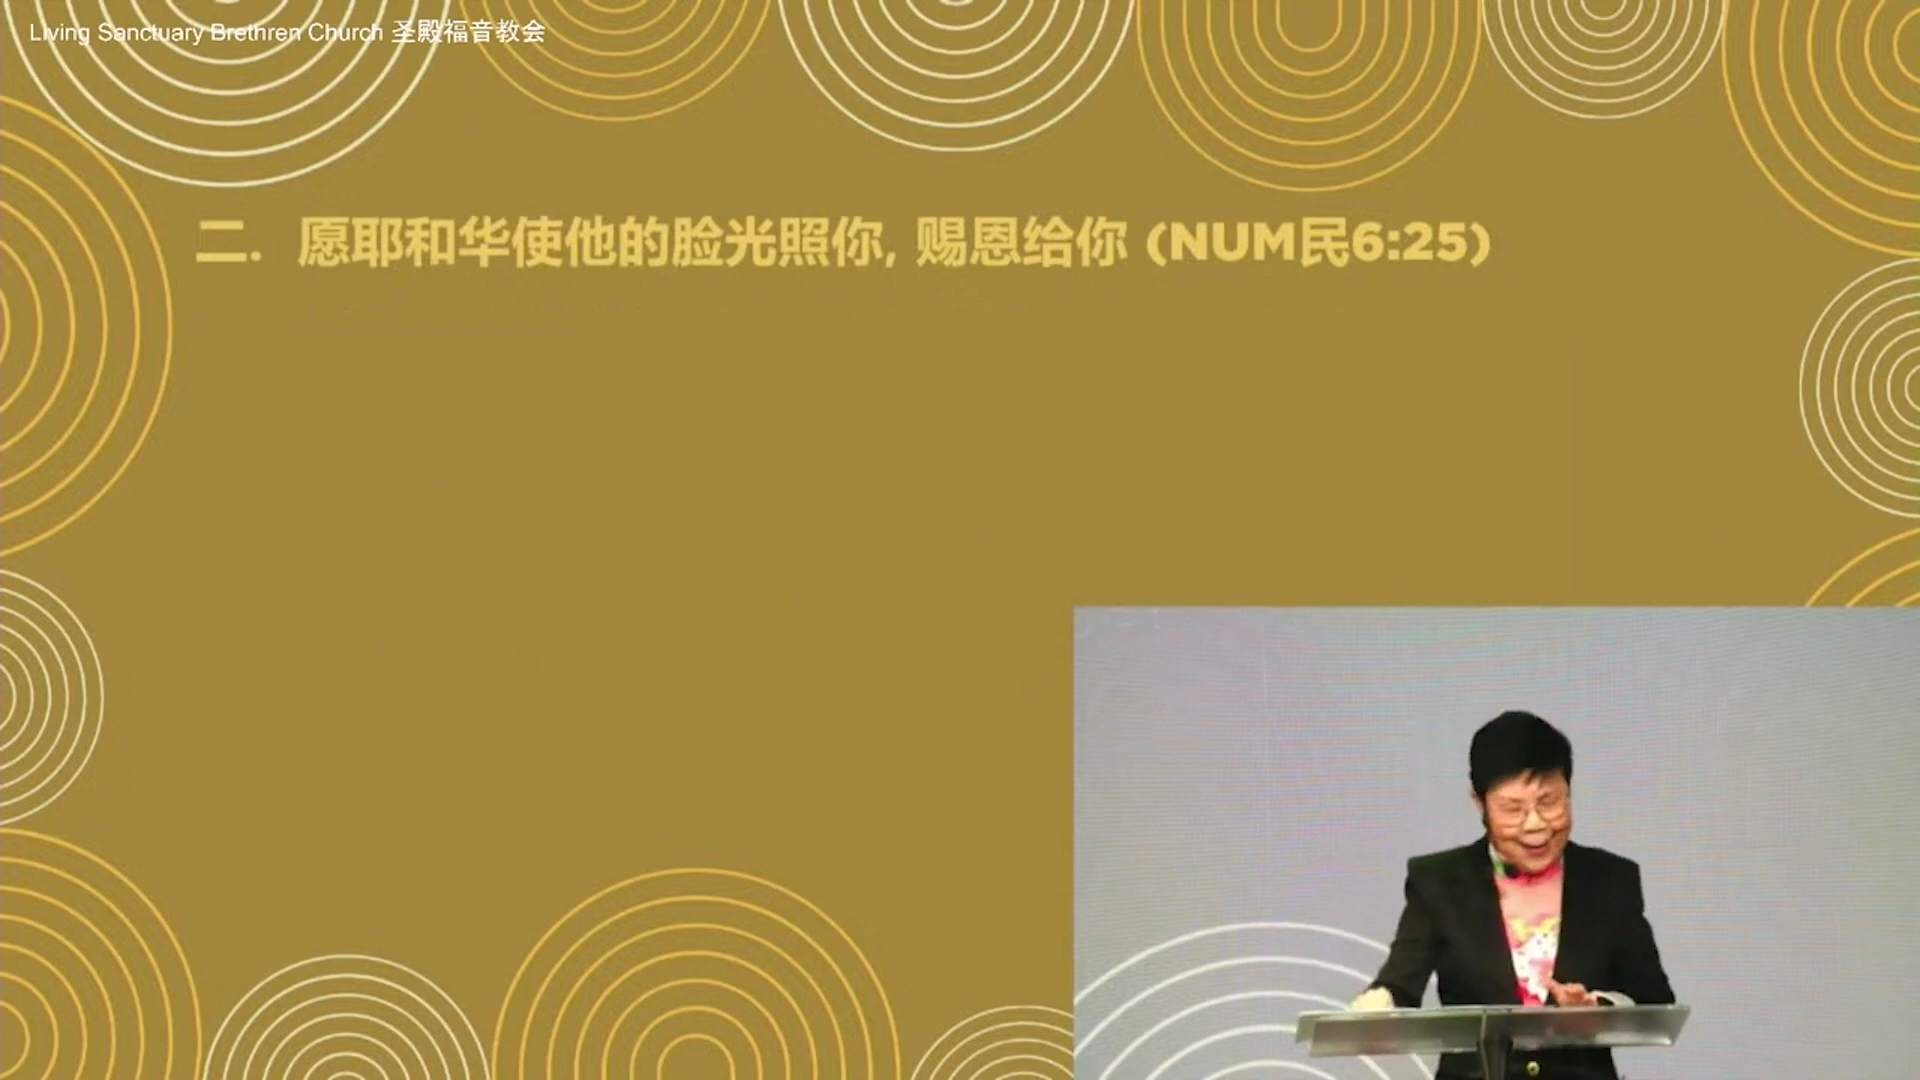 Living Sanctuary Brethren Church 圣殿福音教会
二. 愿耶和华使他的脸光照你, 赐恩给你 (NUM民6:25)